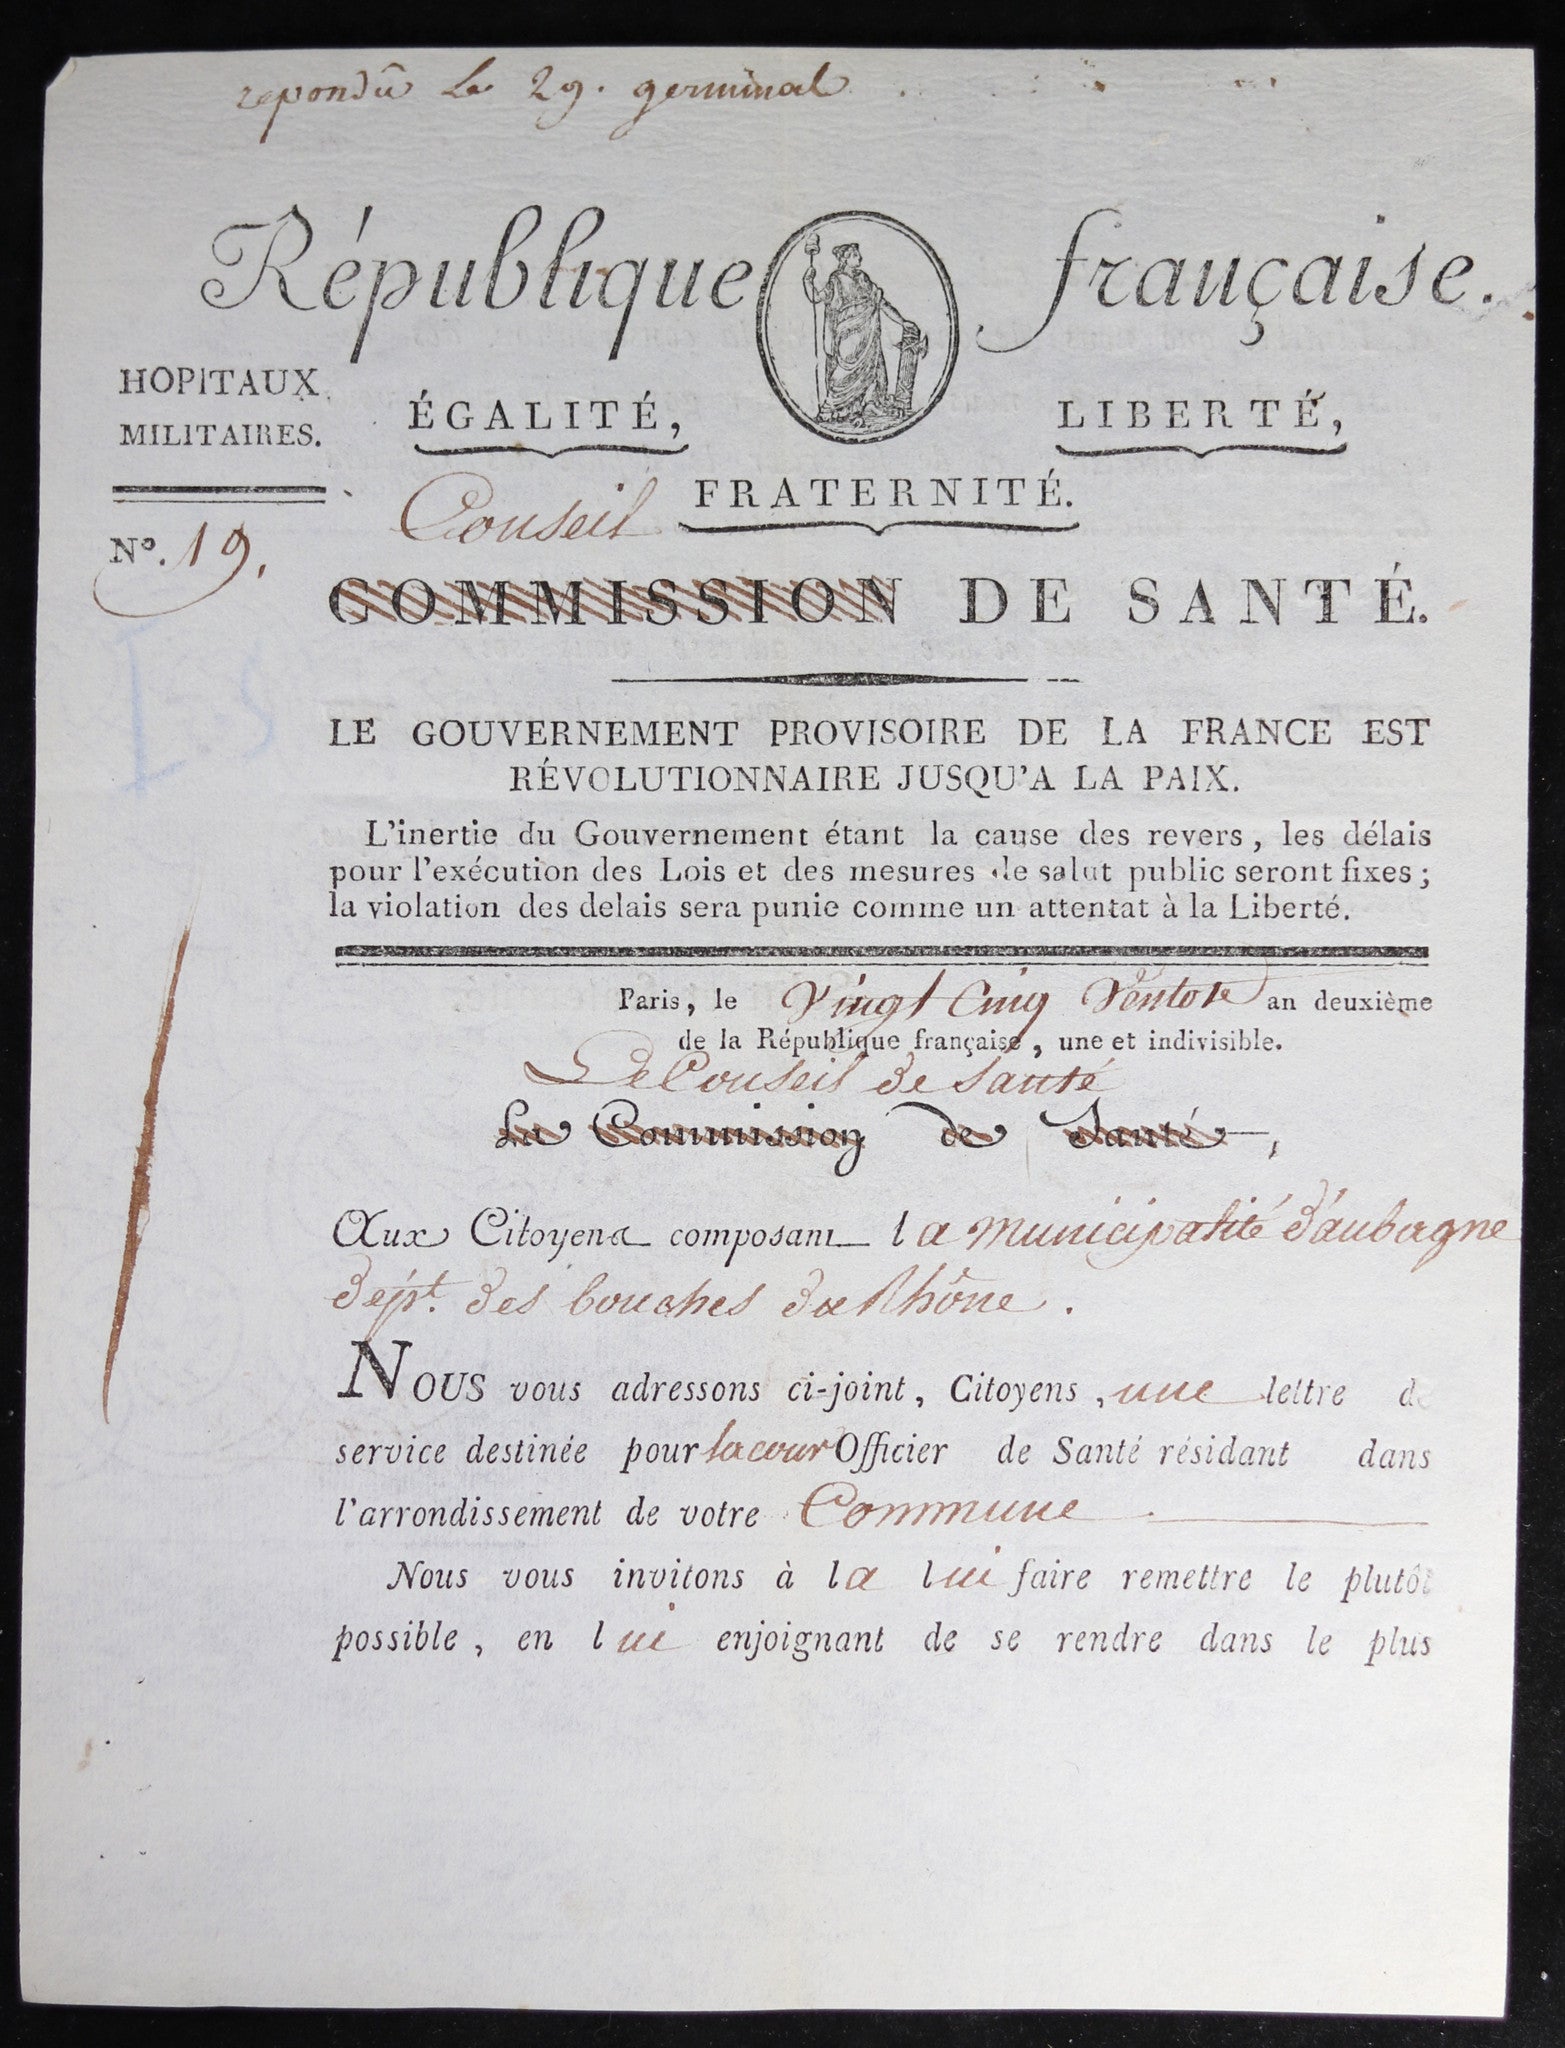 repondû le 29. germinal
République française.
HOPITAUX
MILITAIRES.
ÉGALITÉ,
LIBERTÉ,
FRATERNITÉ.
N°. 19.
Conseil
COMMISSION DE SANTÉ.
LE GOUVERNEMENT PROVISOIRE DE LA FRANCE EST
RÉVOLUTIONNAIRE JUSQU'A LA PAIX.
L'inertie du Gouvernement étant la cause des revers, les délais
pour l'exécution des Lois et des mesures de salut public seront fixes;
la violation des delais sera punie comme un attentat à la Liberté.
Paris, le Vingt Cinq Ventose an deuxième
de la République française, une et indivisible.
Le Conseil de Santé
La Commission de Santé,
Aux Citoyens composant la municipalité d'aubagne
dépt. des bouches du Rhône.
NOUS vous adressons ci-joint, Citoyens, une lettre de
service destinée pour lacour Officier de Santé résidant dans
l'arrondissement de votre Commune
Nous vous invitons à la lui faire remettre le plutôt
possible, en lui enjoignant de se rendre dans le plus